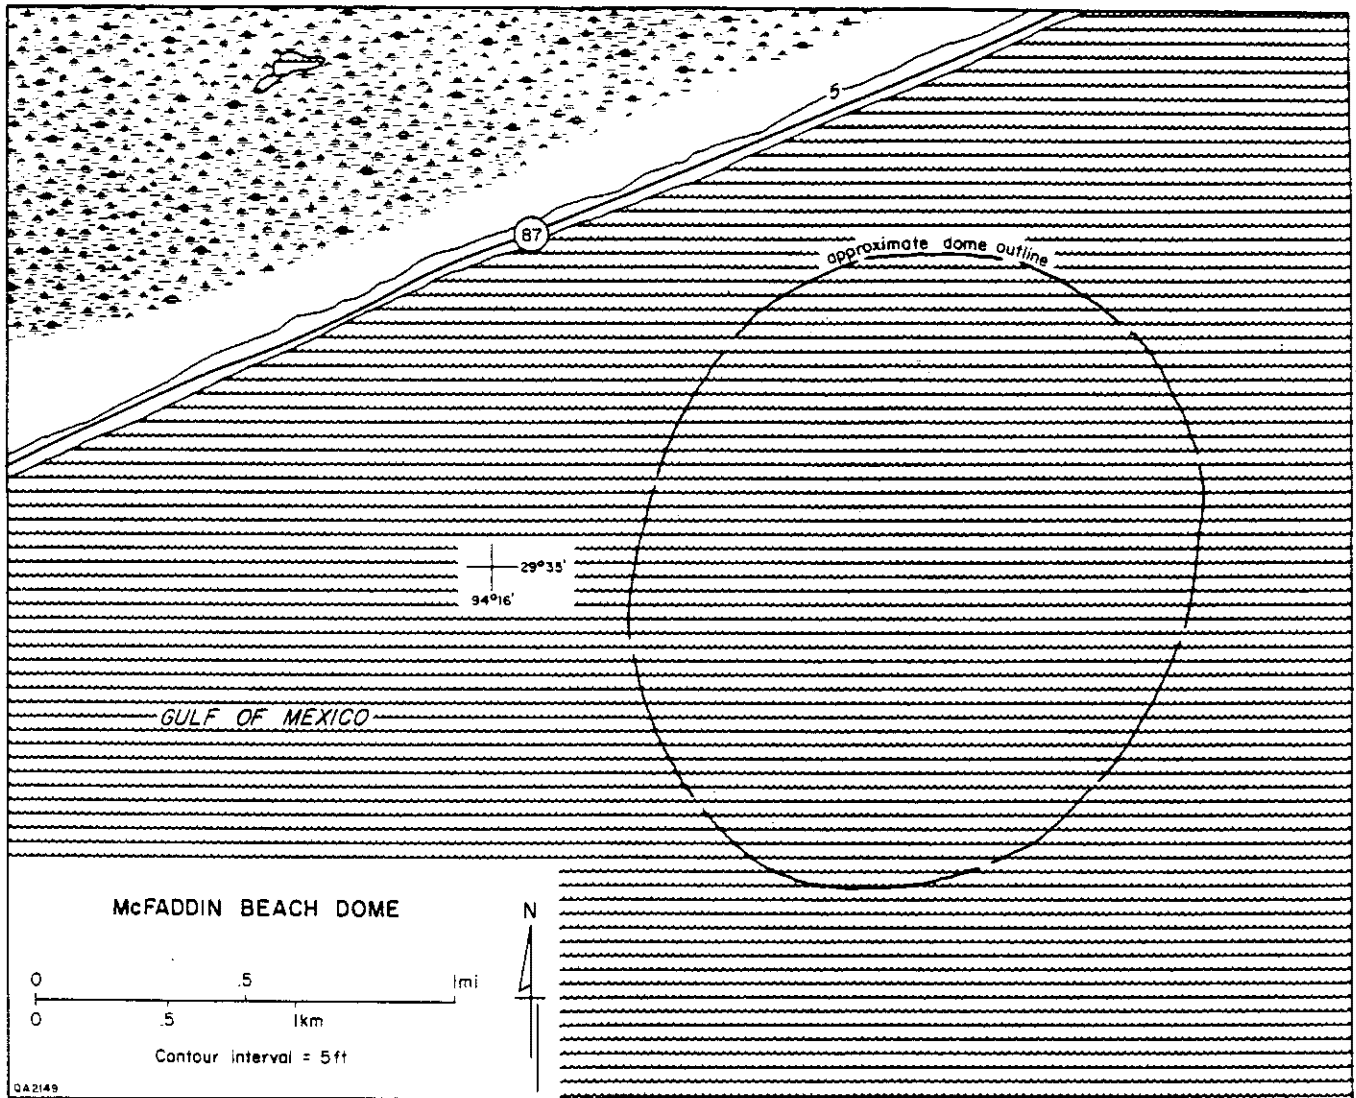 5
87
approximate dome outline
29°35'
94°16'
GULF OF MEXICO
McFADDIN BEACH DOME
N
0 .5 1mi
0 .5 1km
Contour interval = 5ft
QA2149